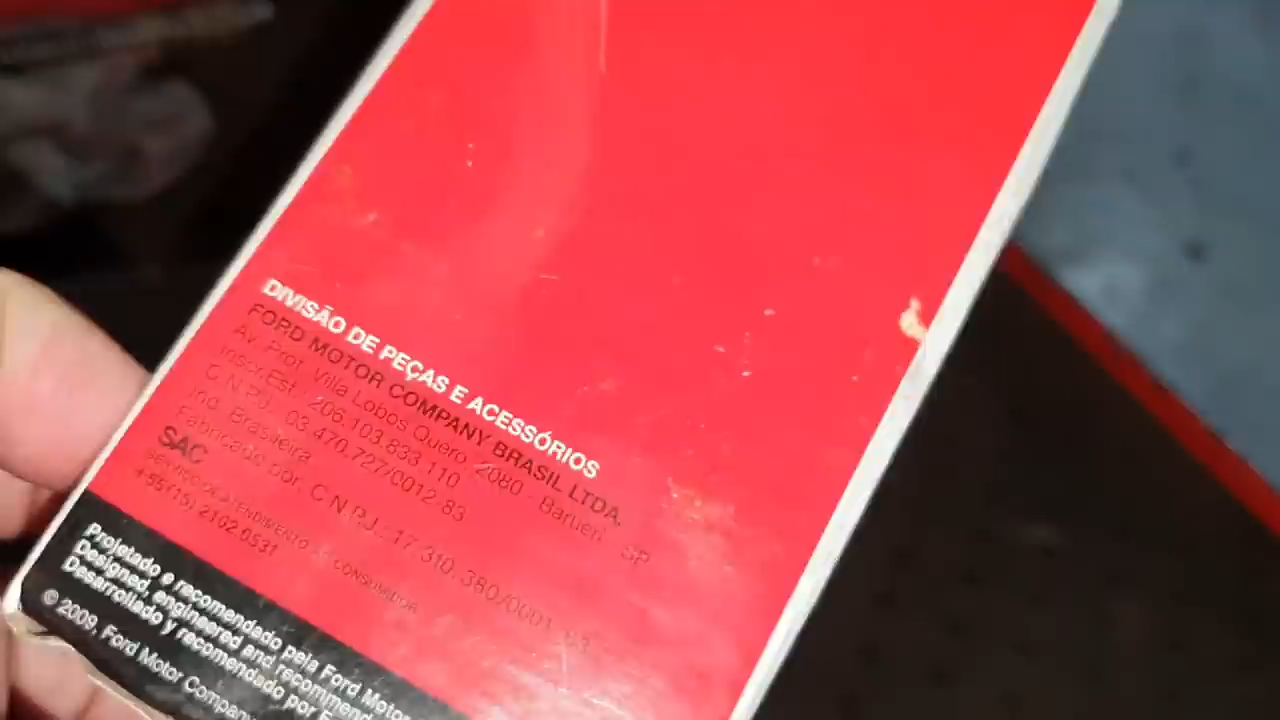 DIVISÃO DE PEÇAS E ACESSÓRIOS
FORD MOTOR COMPANY BRASIL LTDA.
Av. Prof. Villa Lobos Quero, 2080 - Barueri - SP
Inscr.Est.: 206.103.833.110
C.N.P.J.: 03.470.727/0012-83
Ind. Brasileira
Fabricado por: C.N.P.J.: 17.310.380/0001
SAC
SERVIÇO DE ATENDIMENTO AO CONSUMIDOR
+55 (15) 2102.0531
Projetado e recomendado pela Ford Motor
Designed, engineered and recommend
Desarrollado y recomendado por F
© 2009, Ford Motor Company